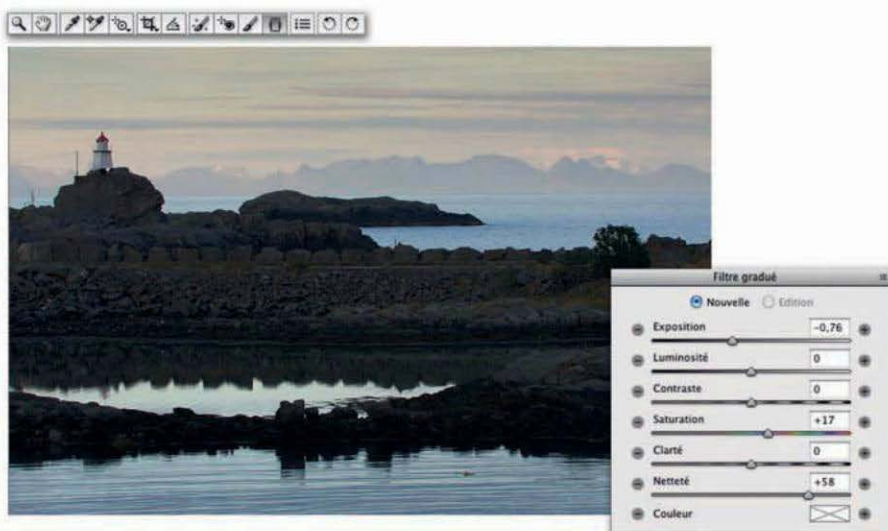 Filtre gradué
Nouvelle Edition
Exposition -0,76
Luminosité 0
Contraste 0
Saturation +17
Clarté 0
Netteté +58
Couleur